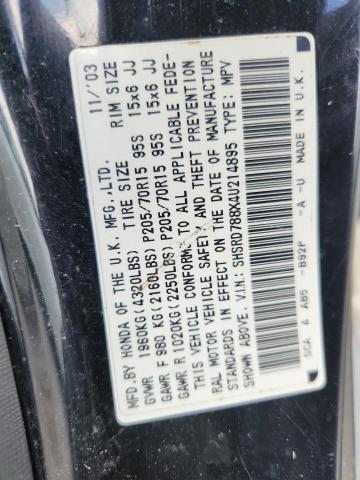 MFD.BY HONDA OF THE U.K. MFG.,LTD. 11/'03
GVWR 1960KG(4320LBS) TIRE SIZE RIM SIZE
GAWR F 980 KG(2160LBS) P205/70R15 95S 15x6 JJ
GAWR R 1020KG(2250LBS) P205/70R15 95S 15x6 JJ
THIS VEHICLE CONFORMS TO ALL APPLICABLE FEDE-
RAL MOTOR VEHICLE SAFETY AND THEFT PREVENTION
STANDARDS IN EFFECT ON THE DATE OF MANUFACTURE
SHOWN ABOVE. V.I.N.: SHSRD788X4U214895 TYPE: MPV
SCA 4 AB5 -B92P -A -U MADE IN U.K.